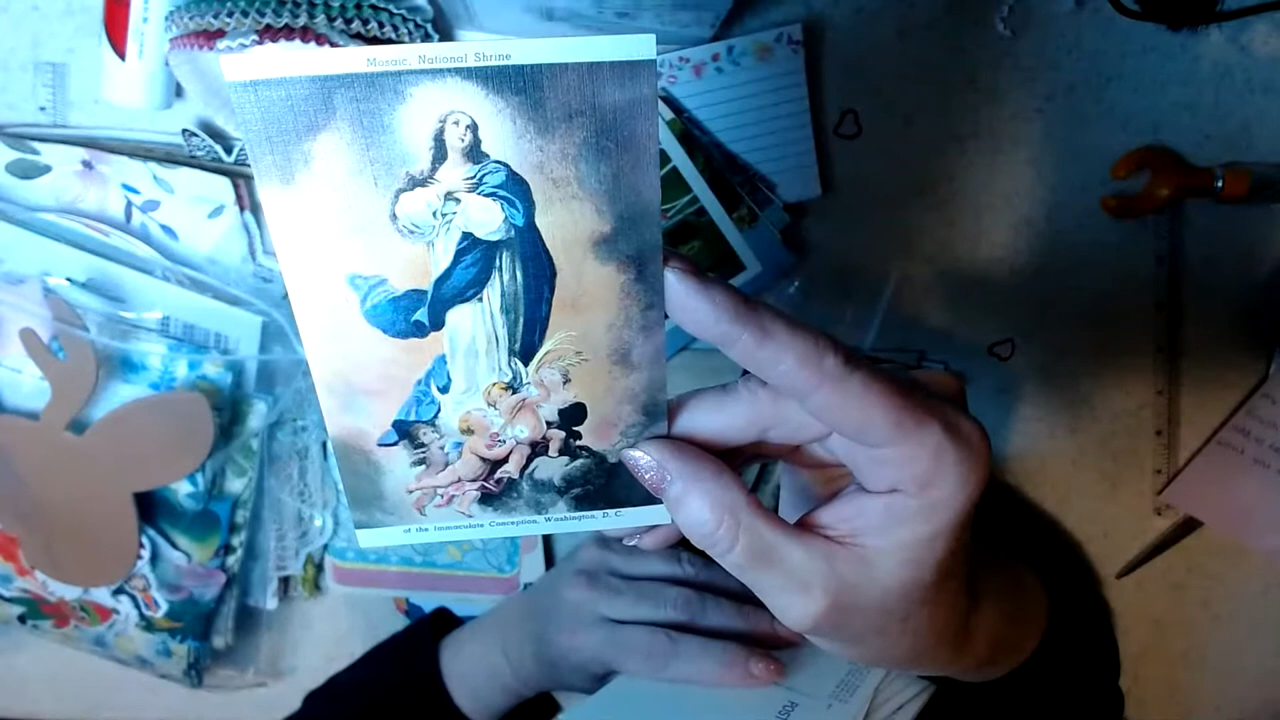 Mosaic, National Shrine
of the Immaculate Conception, Washington, D. C.
POST